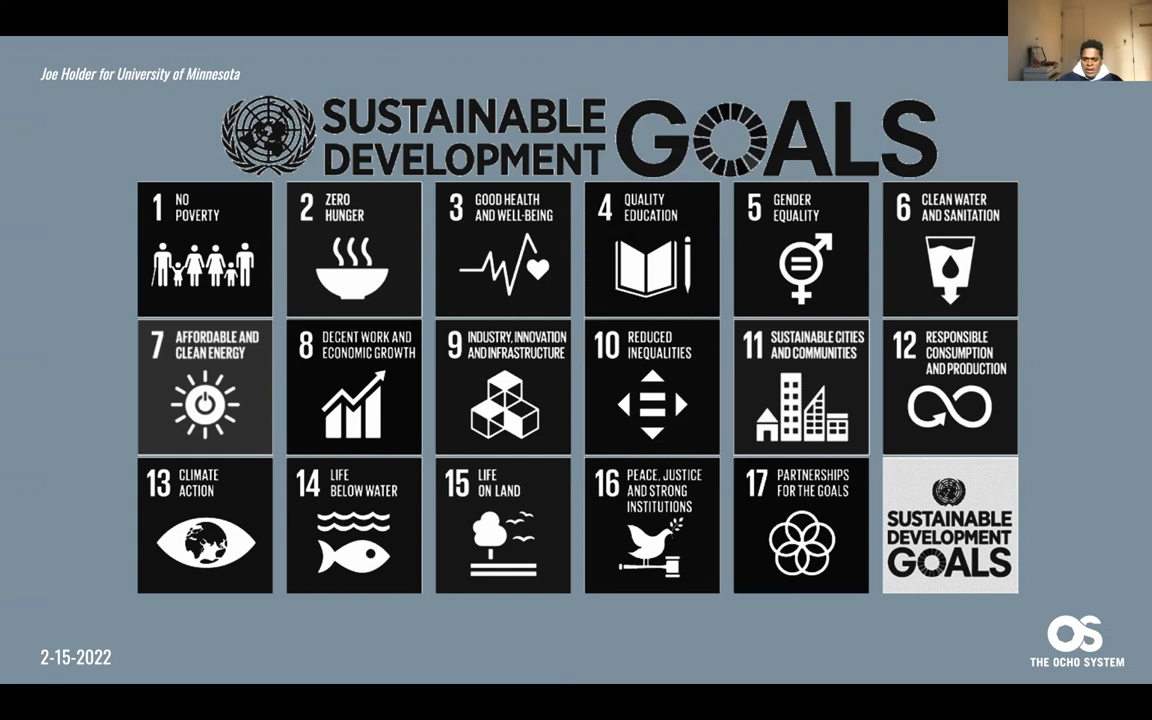 Joe Holder for University of Minnesota
SUSTAINABLE
DEVELOPMENT
GOALS
1 NO
POVERTY
2 ZERO
HUNGER
3 GOOD HEALTH
AND WELL-BEING
4 QUALITY
EDUCATION
5 GENDER
EQUALITY
6 CLEAN WATER
AND SANITATION
7 AFFORDABLE AND
CLEAN ENERGY
8 DECENT WORK AND
ECONOMIC GROWTH
9 INDUSTRY, INNOVATION
AND INFRASTRUCTURE
10 REDUCED
INEQUALITIES
11 SUSTAINABLE CITIES
AND COMMUNITIES
12 RESPONSIBLE
CONSUMPTION
AND PRODUCTION
13 CLIMATE
ACTION
14 LIFE
BELOW WATER
15 LIFE
ON LAND
16 PEACE, JUSTICE
AND STRONG
INSTITUTIONS
17 PARTNERSHIPS
FOR THE GOALS
SUSTAINABLE
DEVELOPMENT
GOALS
2-15-2022
OS
THE OCHO SYSTEM